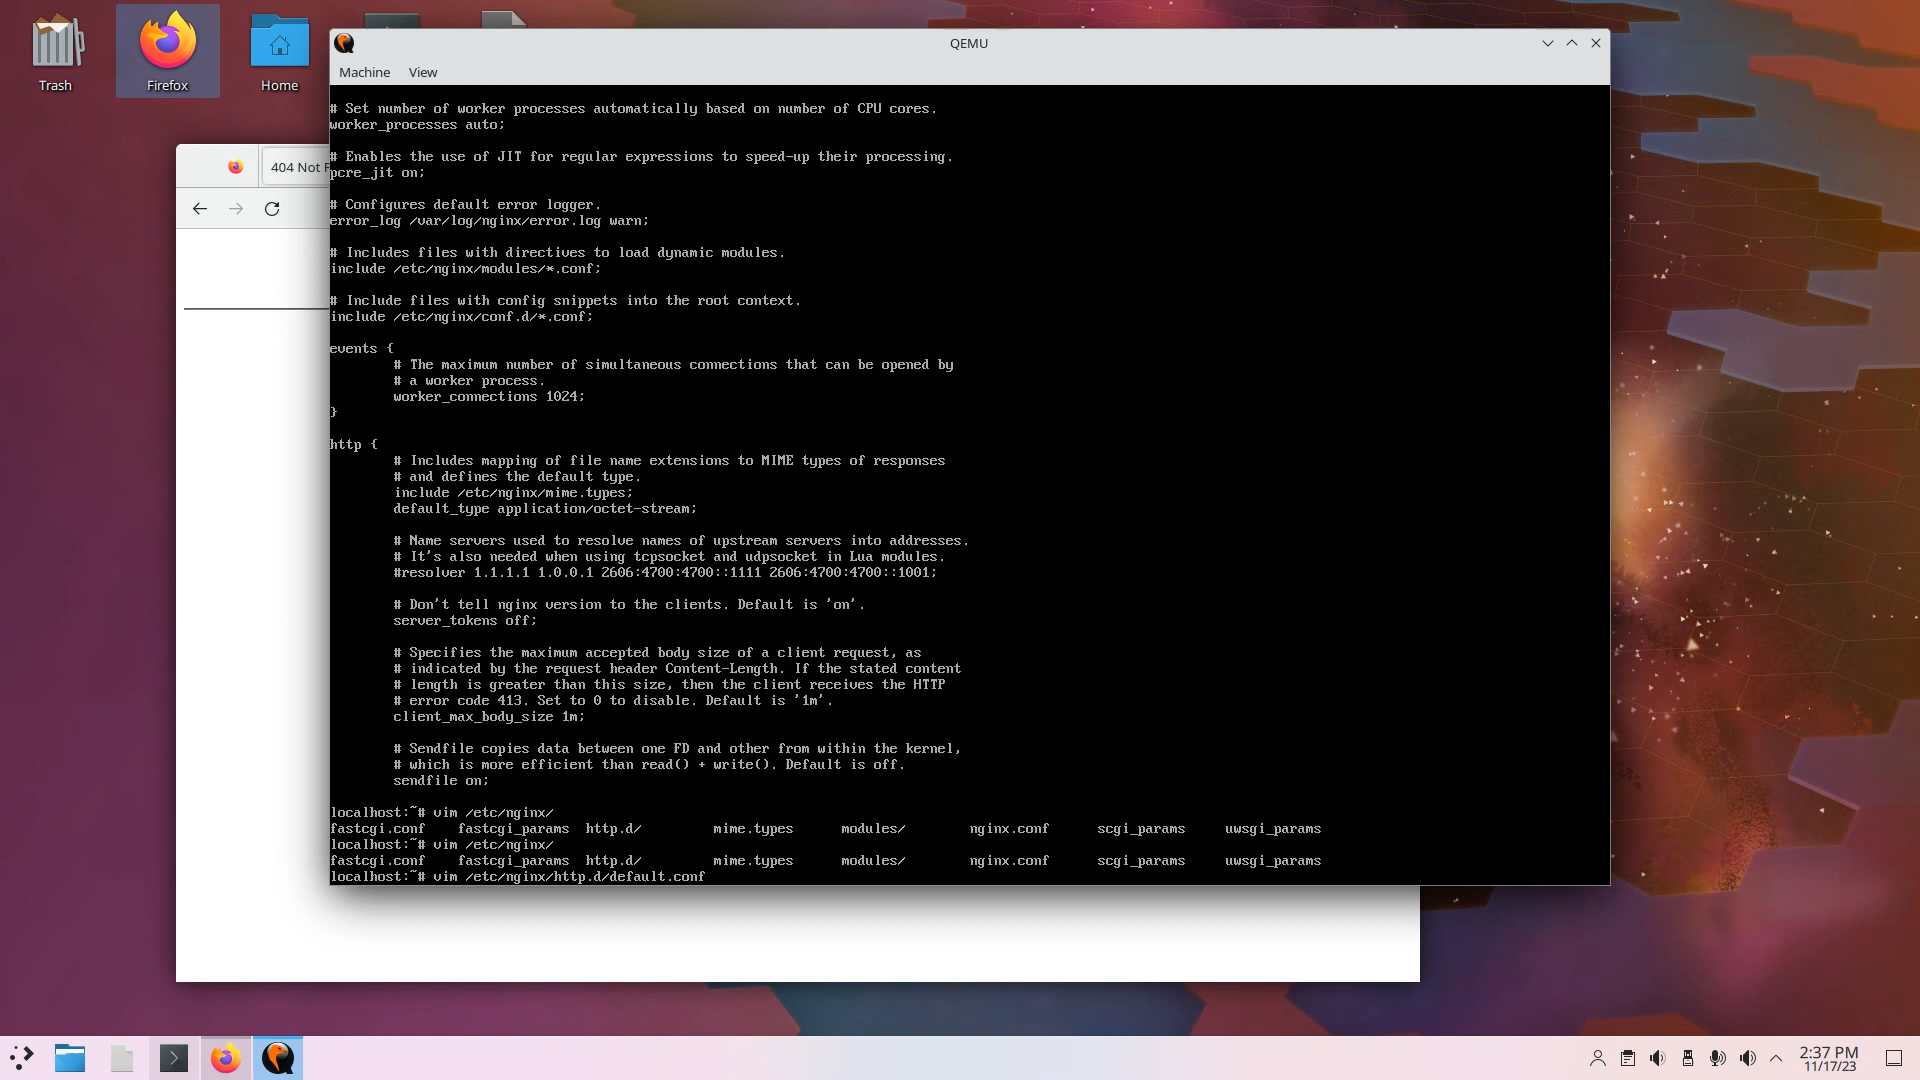 Trash
Firefox
Home
QEMU
Machine View
404 Not
# Set number of worker processes automatically based on number of CPU cores.
worker_processes auto;
# Enables the use of JIT for regular expressions to speed-up their processing.
pcre_jit on;
# Configures default error logger.
error_log /var/log/nginx/error.log warn;
# Includes files with directives to load dynamic modules.
include /etc/nginx/modules/*.conf;
# Include files with config snippets into the root context.
include /etc/nginx/conf.d/*.conf;
events {
# The maximum number of simultaneous connections that can be opened by
# a worker process.
worker_connections 1024;
}
http {
# Includes mapping of file name extensions to MIME types of responses
# and defines the default type.
include /etc/nginx/mime.types;
default_type application/octet-stream;
# Name servers used to resolve names of upstream servers into addresses.
# It's also needed when using tcpsocket and udpsocket in Lua modules.
#resolver 1.1.1.1 1.0.0.1 2606:4700:4700::1111 2606:4700:4700::1001;
# Don't tell nginx version to the clients. Default is 'on'.
server_tokens off;
# Specifies the maximum accepted body size of a client request, as
# indicated by the request header Content-Length. If the stated content
# length is greater than this size, then the client receives the HTTP
# error code 413. Set to 0 to disable. Default is '1m'.
client_max_body_size 1m;
# Sendfile copies data between one FD and other from within the kernel,
# which is more efficient than read() + write(). Default is off.
sendfile on;
localhost:~# vim /etc/nginx/
fastcgi.conf fastcgi_params http.d/ mime.types modules/ nginx.conf scgi_params uwsgi_params
localhost:~# vim /etc/nginx/
fastcgi.conf fastcgi_params http.d/ mime.types modules/ nginx.conf scgi_params uwsgi_params
localhost:~# vim /etc/nginx/http.d/default.conf
2:37 PM
11/17/23